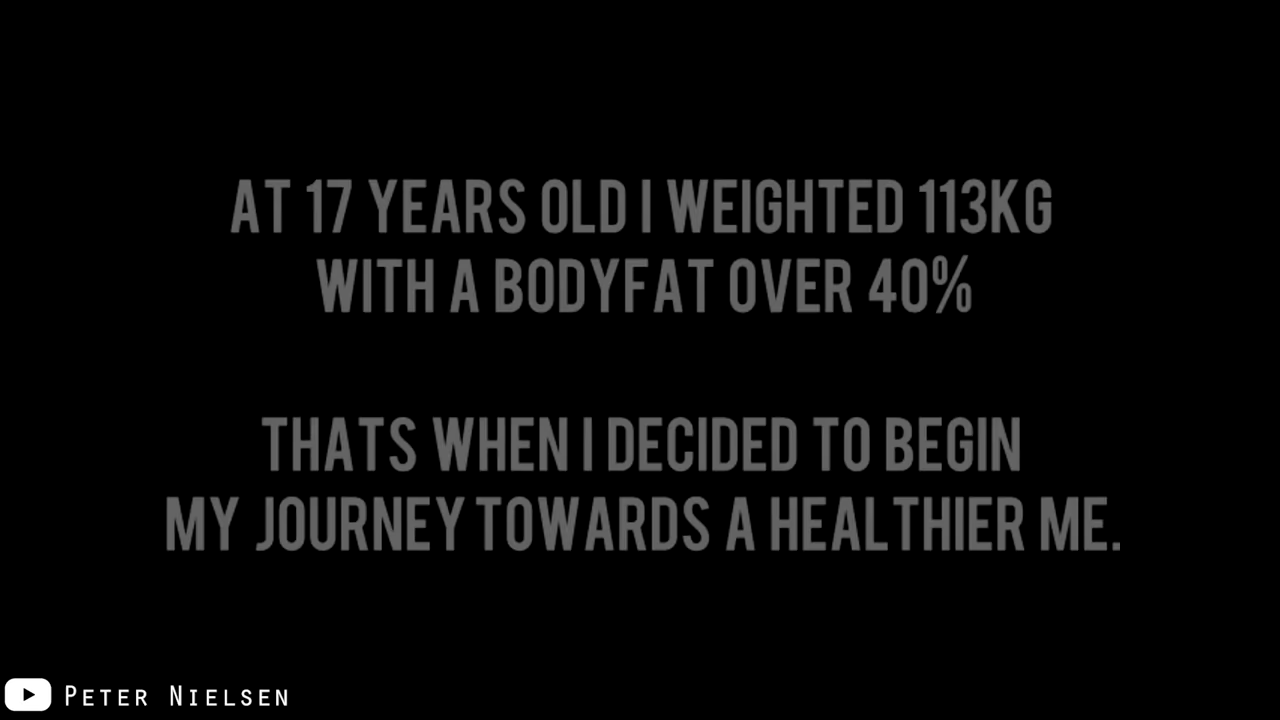 AT 17 YEARS OLD I WEIGHTED 113KG
WITH A BODYFAT OVER 40%
THATS WHEN I DECIDED TO BEGIN
MY JOURNEY TOWARDS A HEALTHIER ME.
PETER NIELSEN